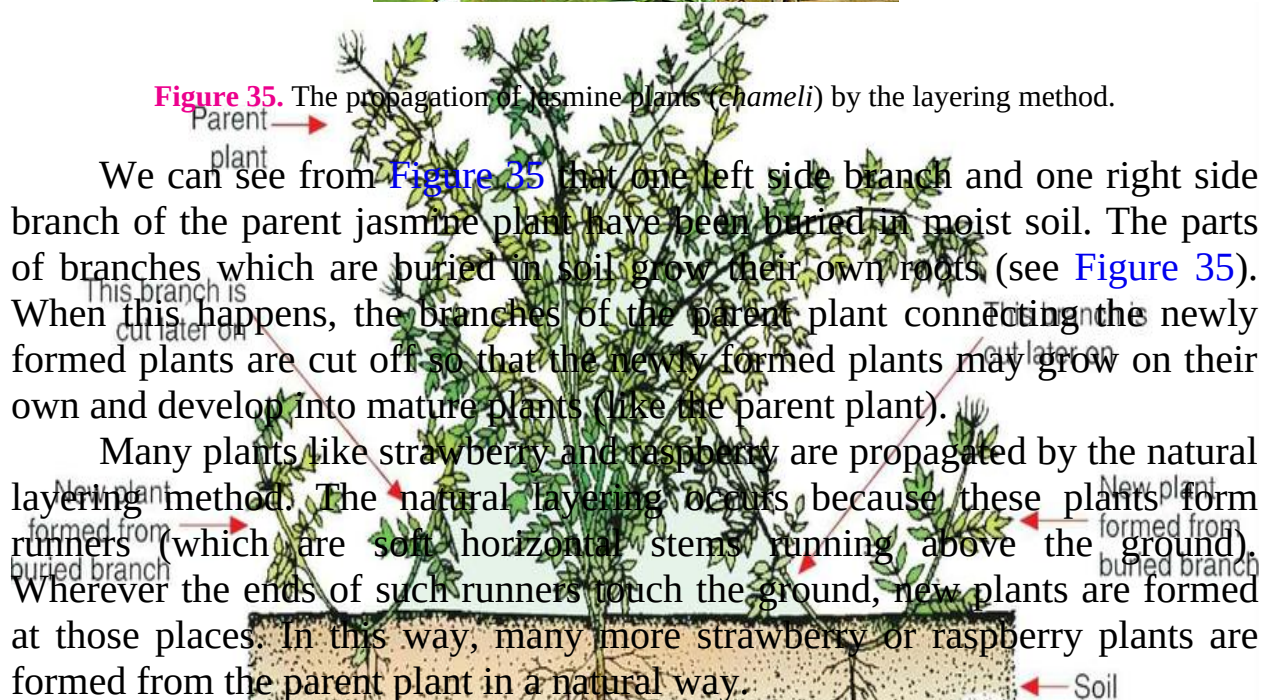 Figure 35. The propagation of jasmine plants (chameli) by the layering method.
Parent
plant
We can see from Figure 35 that one left side branch and one right side
branch of the parent jasmine plant have been buried in moist soil. The parts
of branches which are buried in soil grow their own roots (see Figure 35).
This branch is
cut later on
This branch is
cut later on
When this happens, the branches of the parent plant connecting the newly
formed plants are cut off so that the newly formed plants may grow on their
own and develop into mature plants (like the parent plant).
Many plants like strawberry and raspberry are propagated by the natural
layering method. The natural layering occurs because these plants form
runners (which are soft horizontal stems running above the ground).
Wherever the ends of such runners touch the ground, new plants are formed
at those places. In this way, many more strawberry or raspberry plants are
formed from the parent plant in a natural way.
New plant
formed from
buried branch
New plant
formed from
buried branch
Soil